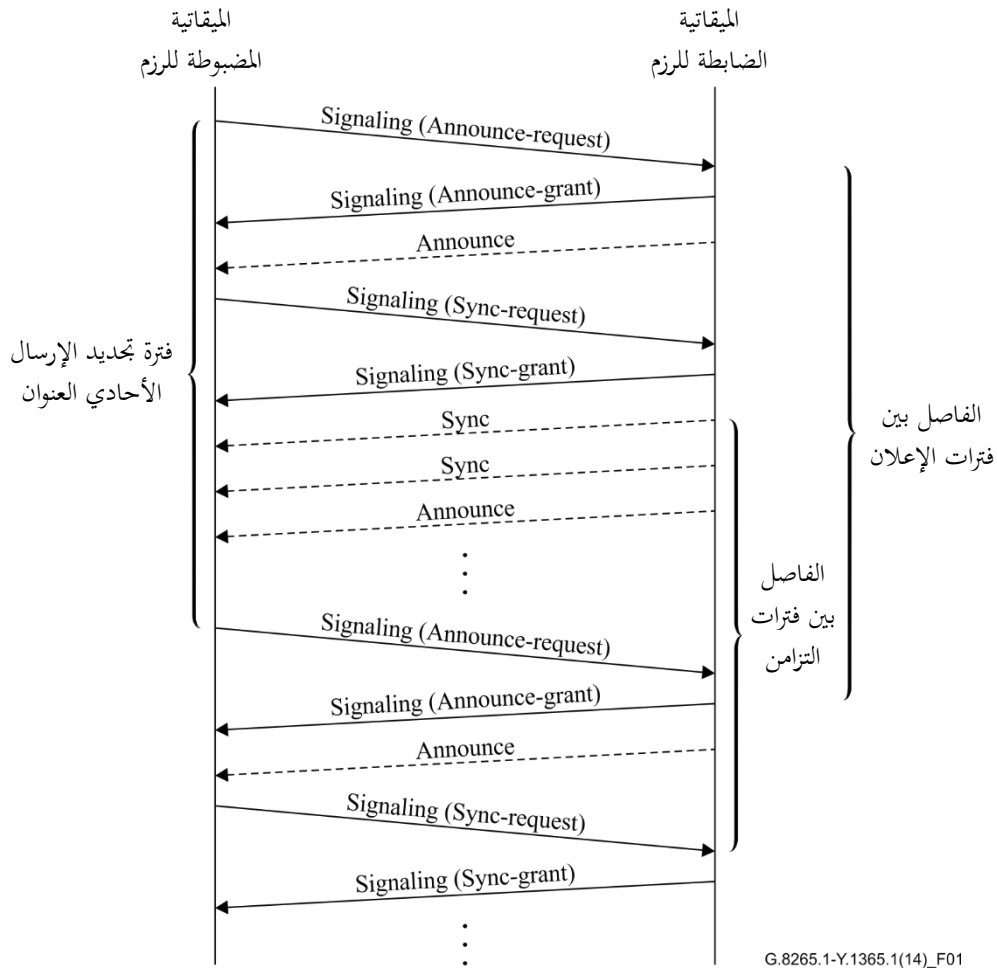 الميقاتية
المضبوطة للرزم
الميقاتية
الضابطة للرزم
Signaling (Announce-request)
Signaling (Announce-grant)
Announce
Signaling (Sync-request)
Signaling (Sync-grant)
Sync
Sync
Announce
Signaling (Announce-request)
Signaling (Announce-grant)
Announce
Signaling (Sync-request)
Signaling (Sync-grant)
فترة تجديد الإرسال
الأحادي العنوان
الفاصل بين
فترات الإعلان
الفاصل
بين فترات
التزامن
G.8265.1-Y.1365.1(14)_F01